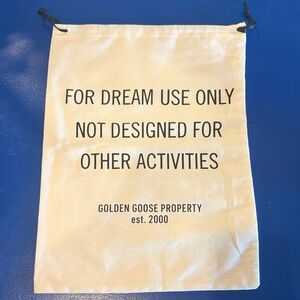 FOR DREAM USE ONLY
NOT DESIGNED FOR
OTHER ACTIVITIES
GOLDEN GOOSE PROPERTY
est. 2000